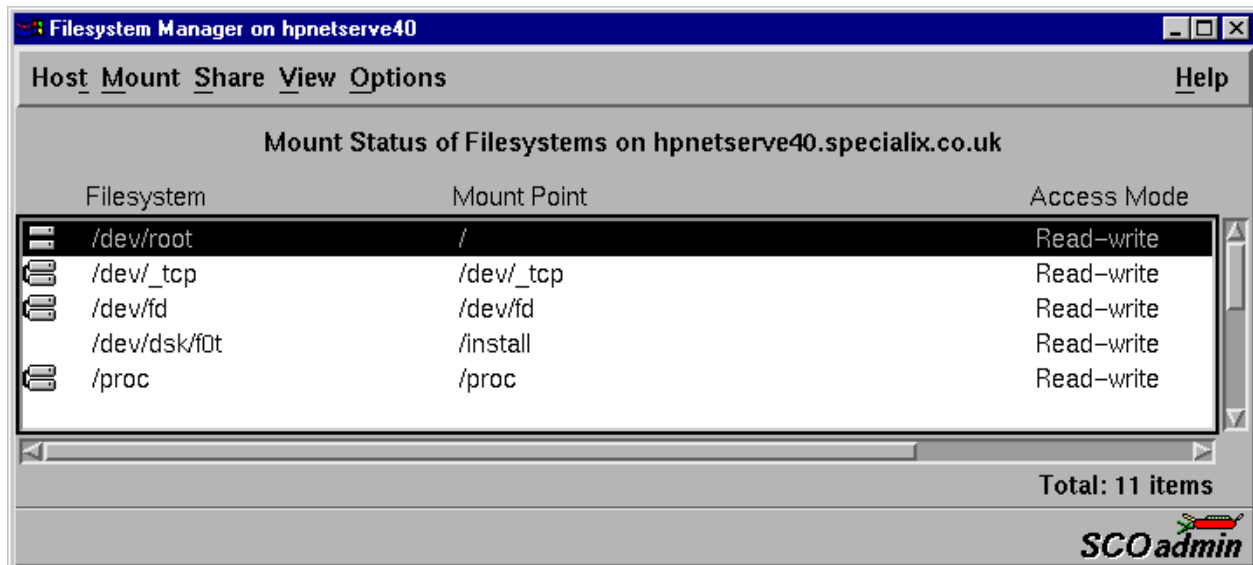 Filesystem Manager on hpnetserve40
Host Mount Share View Options Help
Mount Status of Filesystems on hpnetserve40.specialix.co.uk
Filesystem Mount Point Access Mode
/dev/root / Read-write
/dev/_tcp /dev/_tcp Read-write
/dev/fd /dev/fd Read-write
/dev/dsk/f0t /install Read-write
/proc /proc Read-write
Total: 11 items
SCOadmin